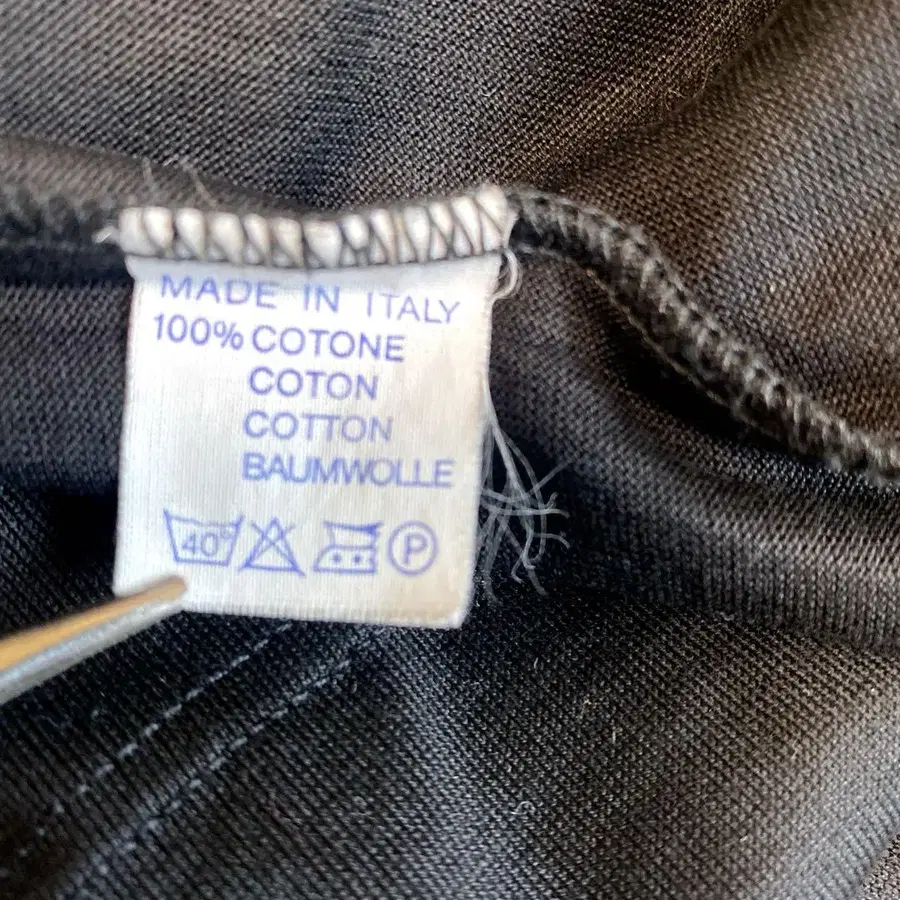 MADE IN ITALY
100% COTONE
COTON
COTTON
BAUMWOLLE
40° P